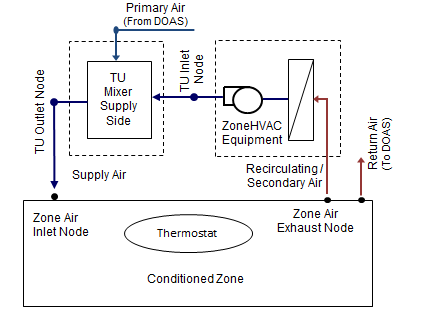 Primary Air
(From DOAS)
TU
Mixer
Supply
Side
TU Inlet
Node
ZoneHVAC
Equipment
TU Outlet Node
Supply Air
Recirculating /
Secondary Air
Return Air
(To DOAS)
Zone Air
Inlet Node
Thermostat
Zone Air
Exhaust Node
Conditioned Zone